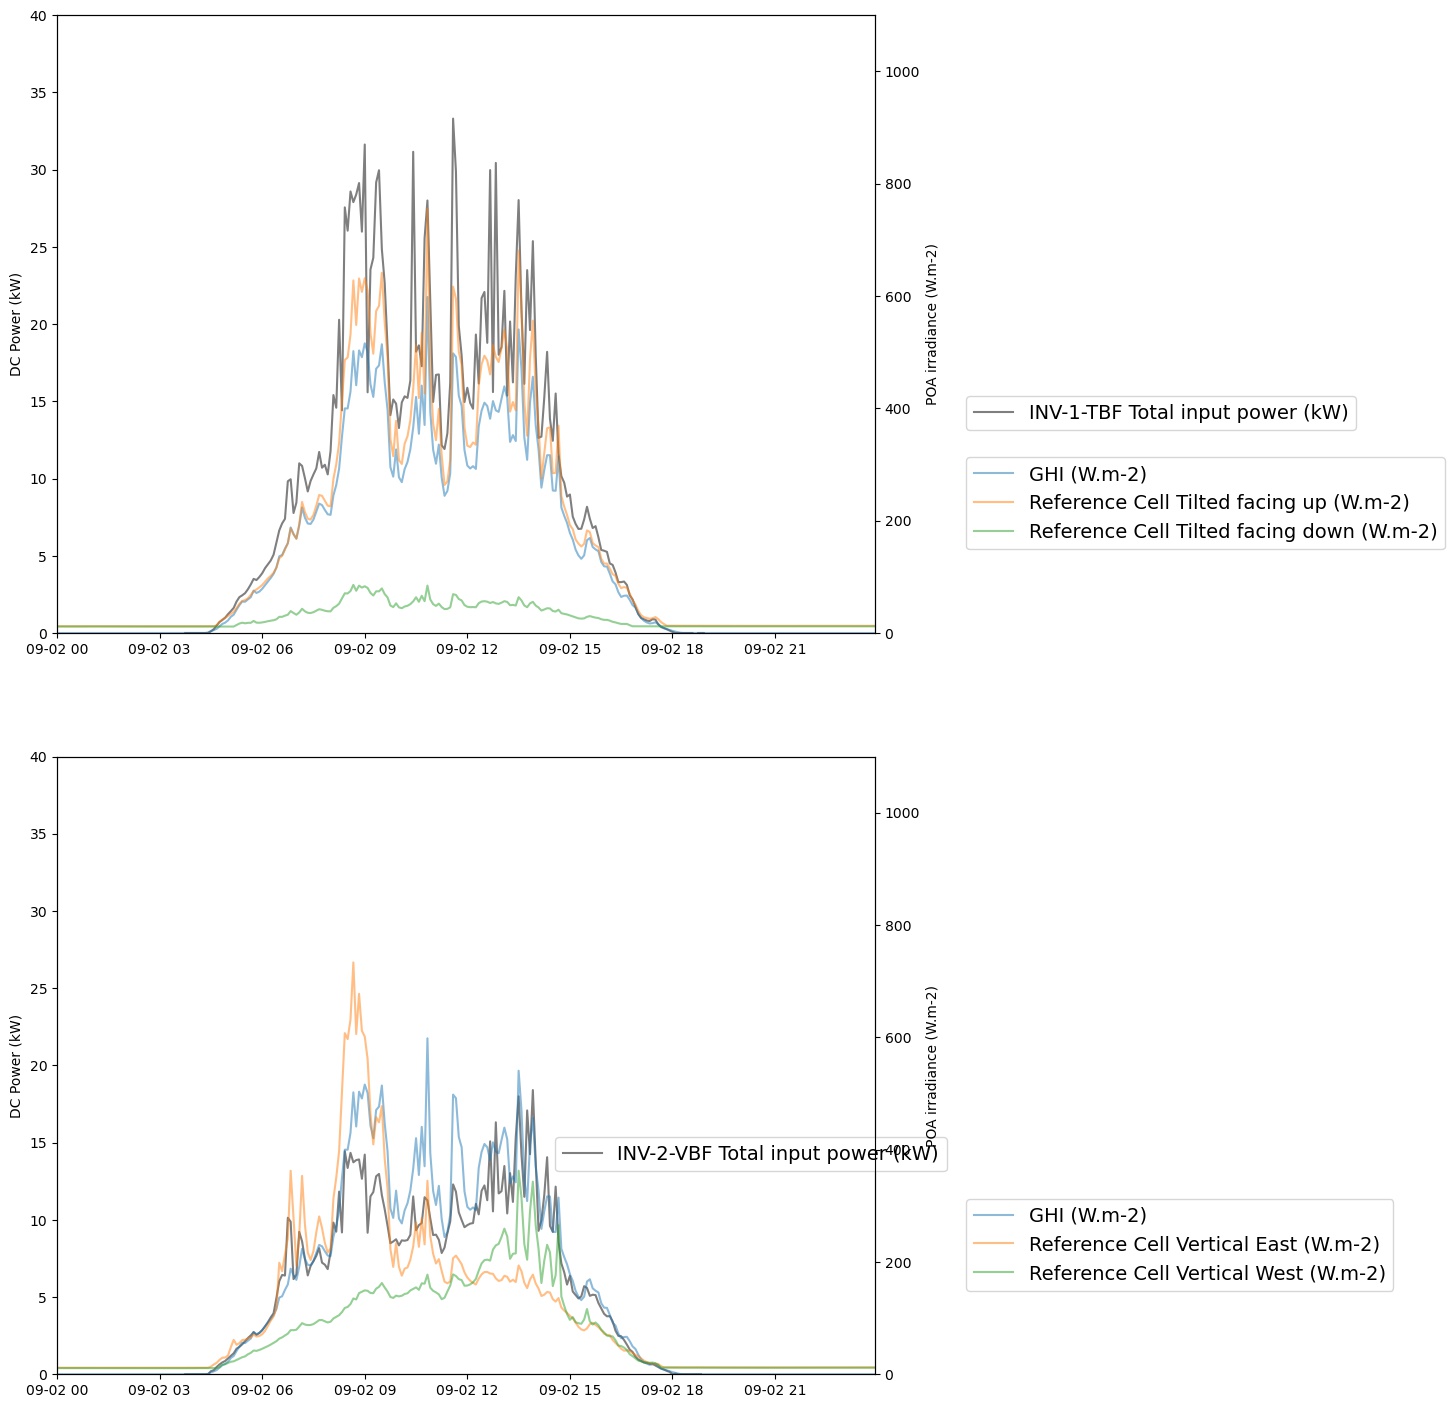 40
35
30
25
20
15
10
5
0
DC Power (kW)
1000
800
600
400
200
0
POA irradiance (W.m-2)
09-02 00 09-02 03 09-02 06 09-02 09 09-02 12 09-02 15 09-02 18 09-02 21
INV-1-TBF Total input power (kW)
GHI (W.m-2)
Reference Cell Tilted facing up (W.m-2)
Reference Cell Tilted facing down (W.m-2)
40
35
30
25
20
15
10
5
0
DC Power (kW)
1000
800
600
400
200
0
POA irradiance (W.m-2)
09-02 00 09-02 03 09-02 06 09-02 09 09-02 12 09-02 15 09-02 18 09-02 21
INV-2-VBF Total input power (kW)
GHI (W.m-2)
Reference Cell Vertical East (W.m-2)
Reference Cell Vertical West (W.m-2)